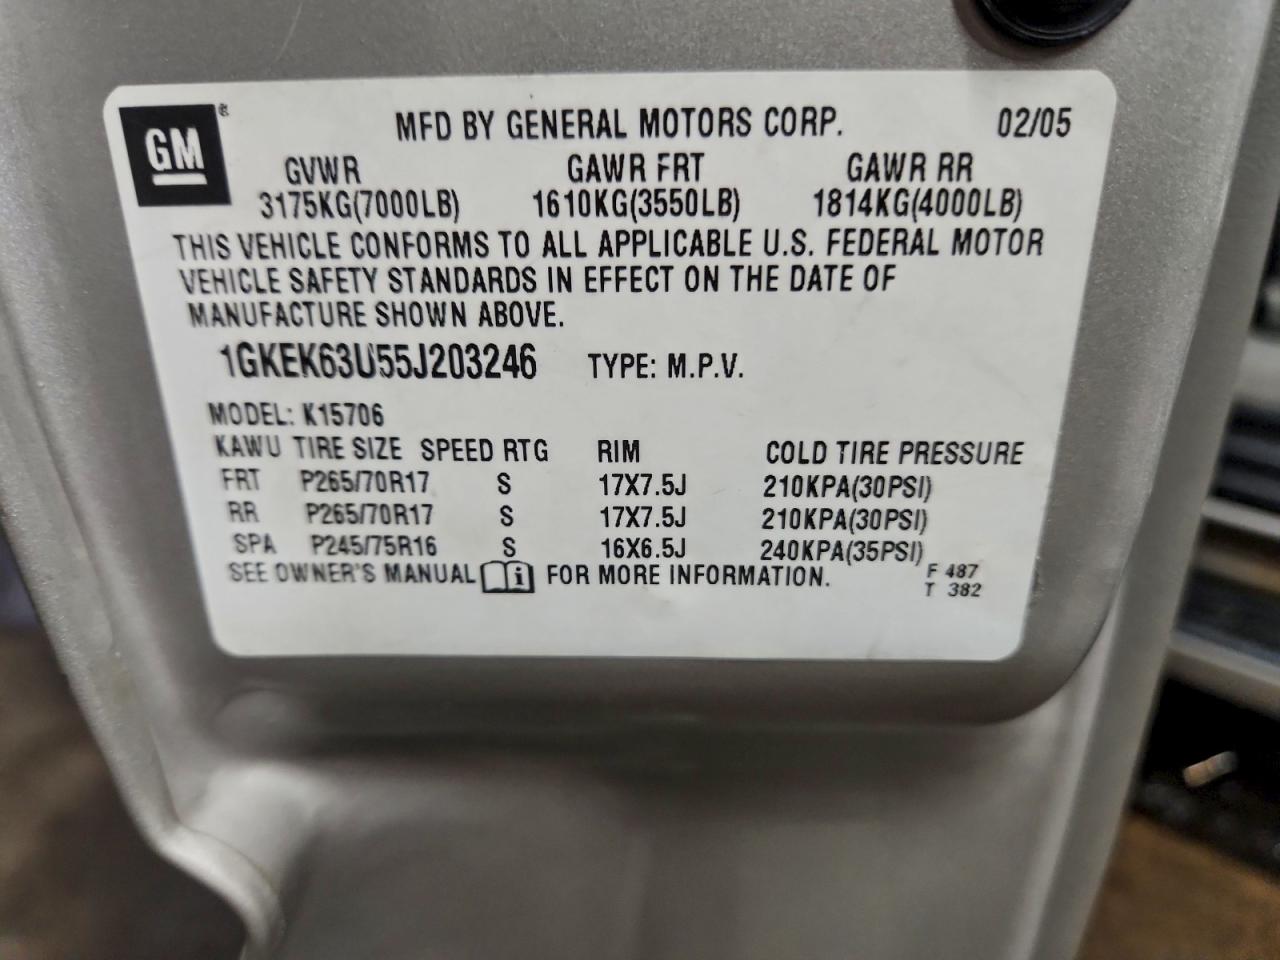 GM ®
MFD BY GENERAL MOTORS CORP. 02/05
GVWR GAWR FRT GAWR RR
3175KG(7000LB) 1610KG(3550LB) 1814KG(4000LB)
THIS VEHICLE CONFORMS TO ALL APPLICABLE U.S. FEDERAL MOTOR
VEHICLE SAFETY STANDARDS IN EFFECT ON THE DATE OF
MANUFACTURE SHOWN ABOVE.
1GKEK63U55J203246 TYPE: M.P.V.
MODEL: K15706
KAWU TIRE SIZE SPEED RTG RIM COLD TIRE PRESSURE
FRT P265/70R17 S 17X7.5J 210KPA(30PSI)
RR P265/70R17 S 17X7.5J 210KPA(30PSI)
SPA P245/75R16 S 16X6.5J 240KPA(35PSI)
SEE OWNER'S MANUAL i FOR MORE INFORMATION. F 487
T 382